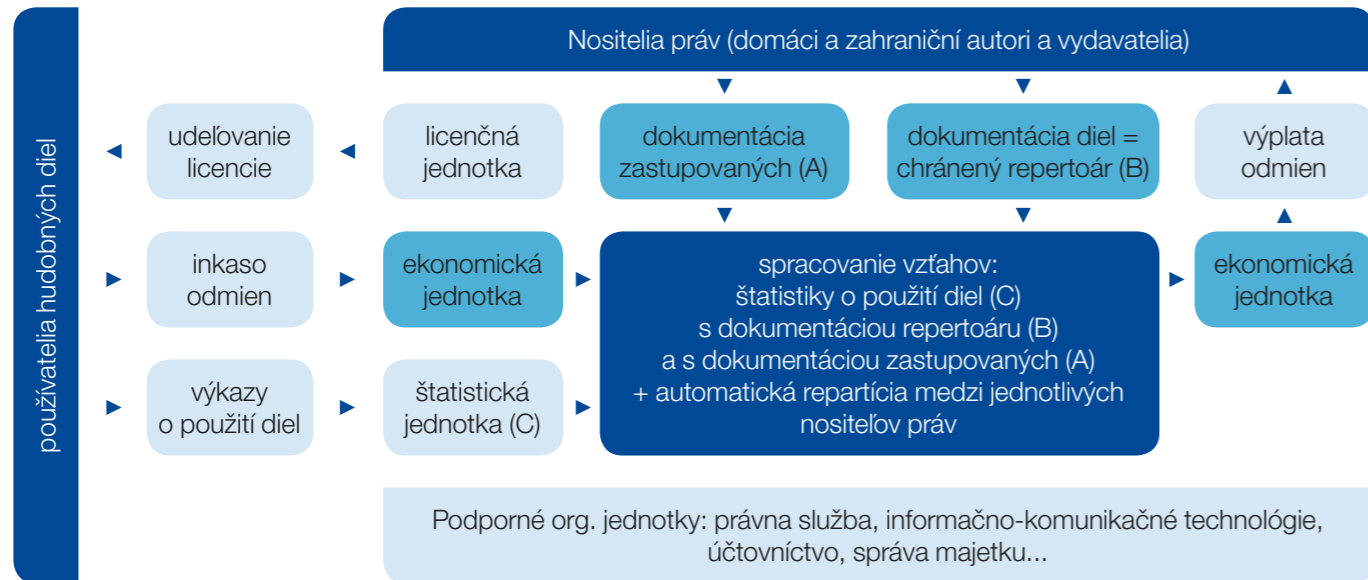 používatelia hudobných diel
Nositelia práv (domáci a zahraniční autori a vydavatelia)
udeľovanie
licencie
licenčná
jednotka
dokumentácia
zastupovaných (A)
dokumentácia diel =
chránený repertoár (B)
výplata
odmien
inkaso
odmien
ekonomická
jednotka
spracovanie vzťahov:
štatistiky o použití diel (C)
s dokumentáciou repertoáru (B)
a s dokumentáciou zastupovaných (A)
+ automatická repartícia medzi jednotlivých
nositeľov práv
ekonomická
jednotka
výkazy
o použití diel
štatistická
jednotka (C)
Podporné org. jednotky: právna služba, informačno-komunikačné technológie,
účtovníctvo, správa majetku...